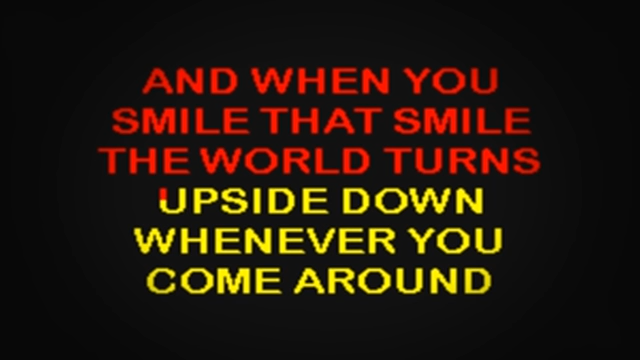 AND WHEN YOU
SMILE THAT SMILE
THE WORLD TURNS
UPSIDE DOWN
WHENEVER YOU
COME AROUND